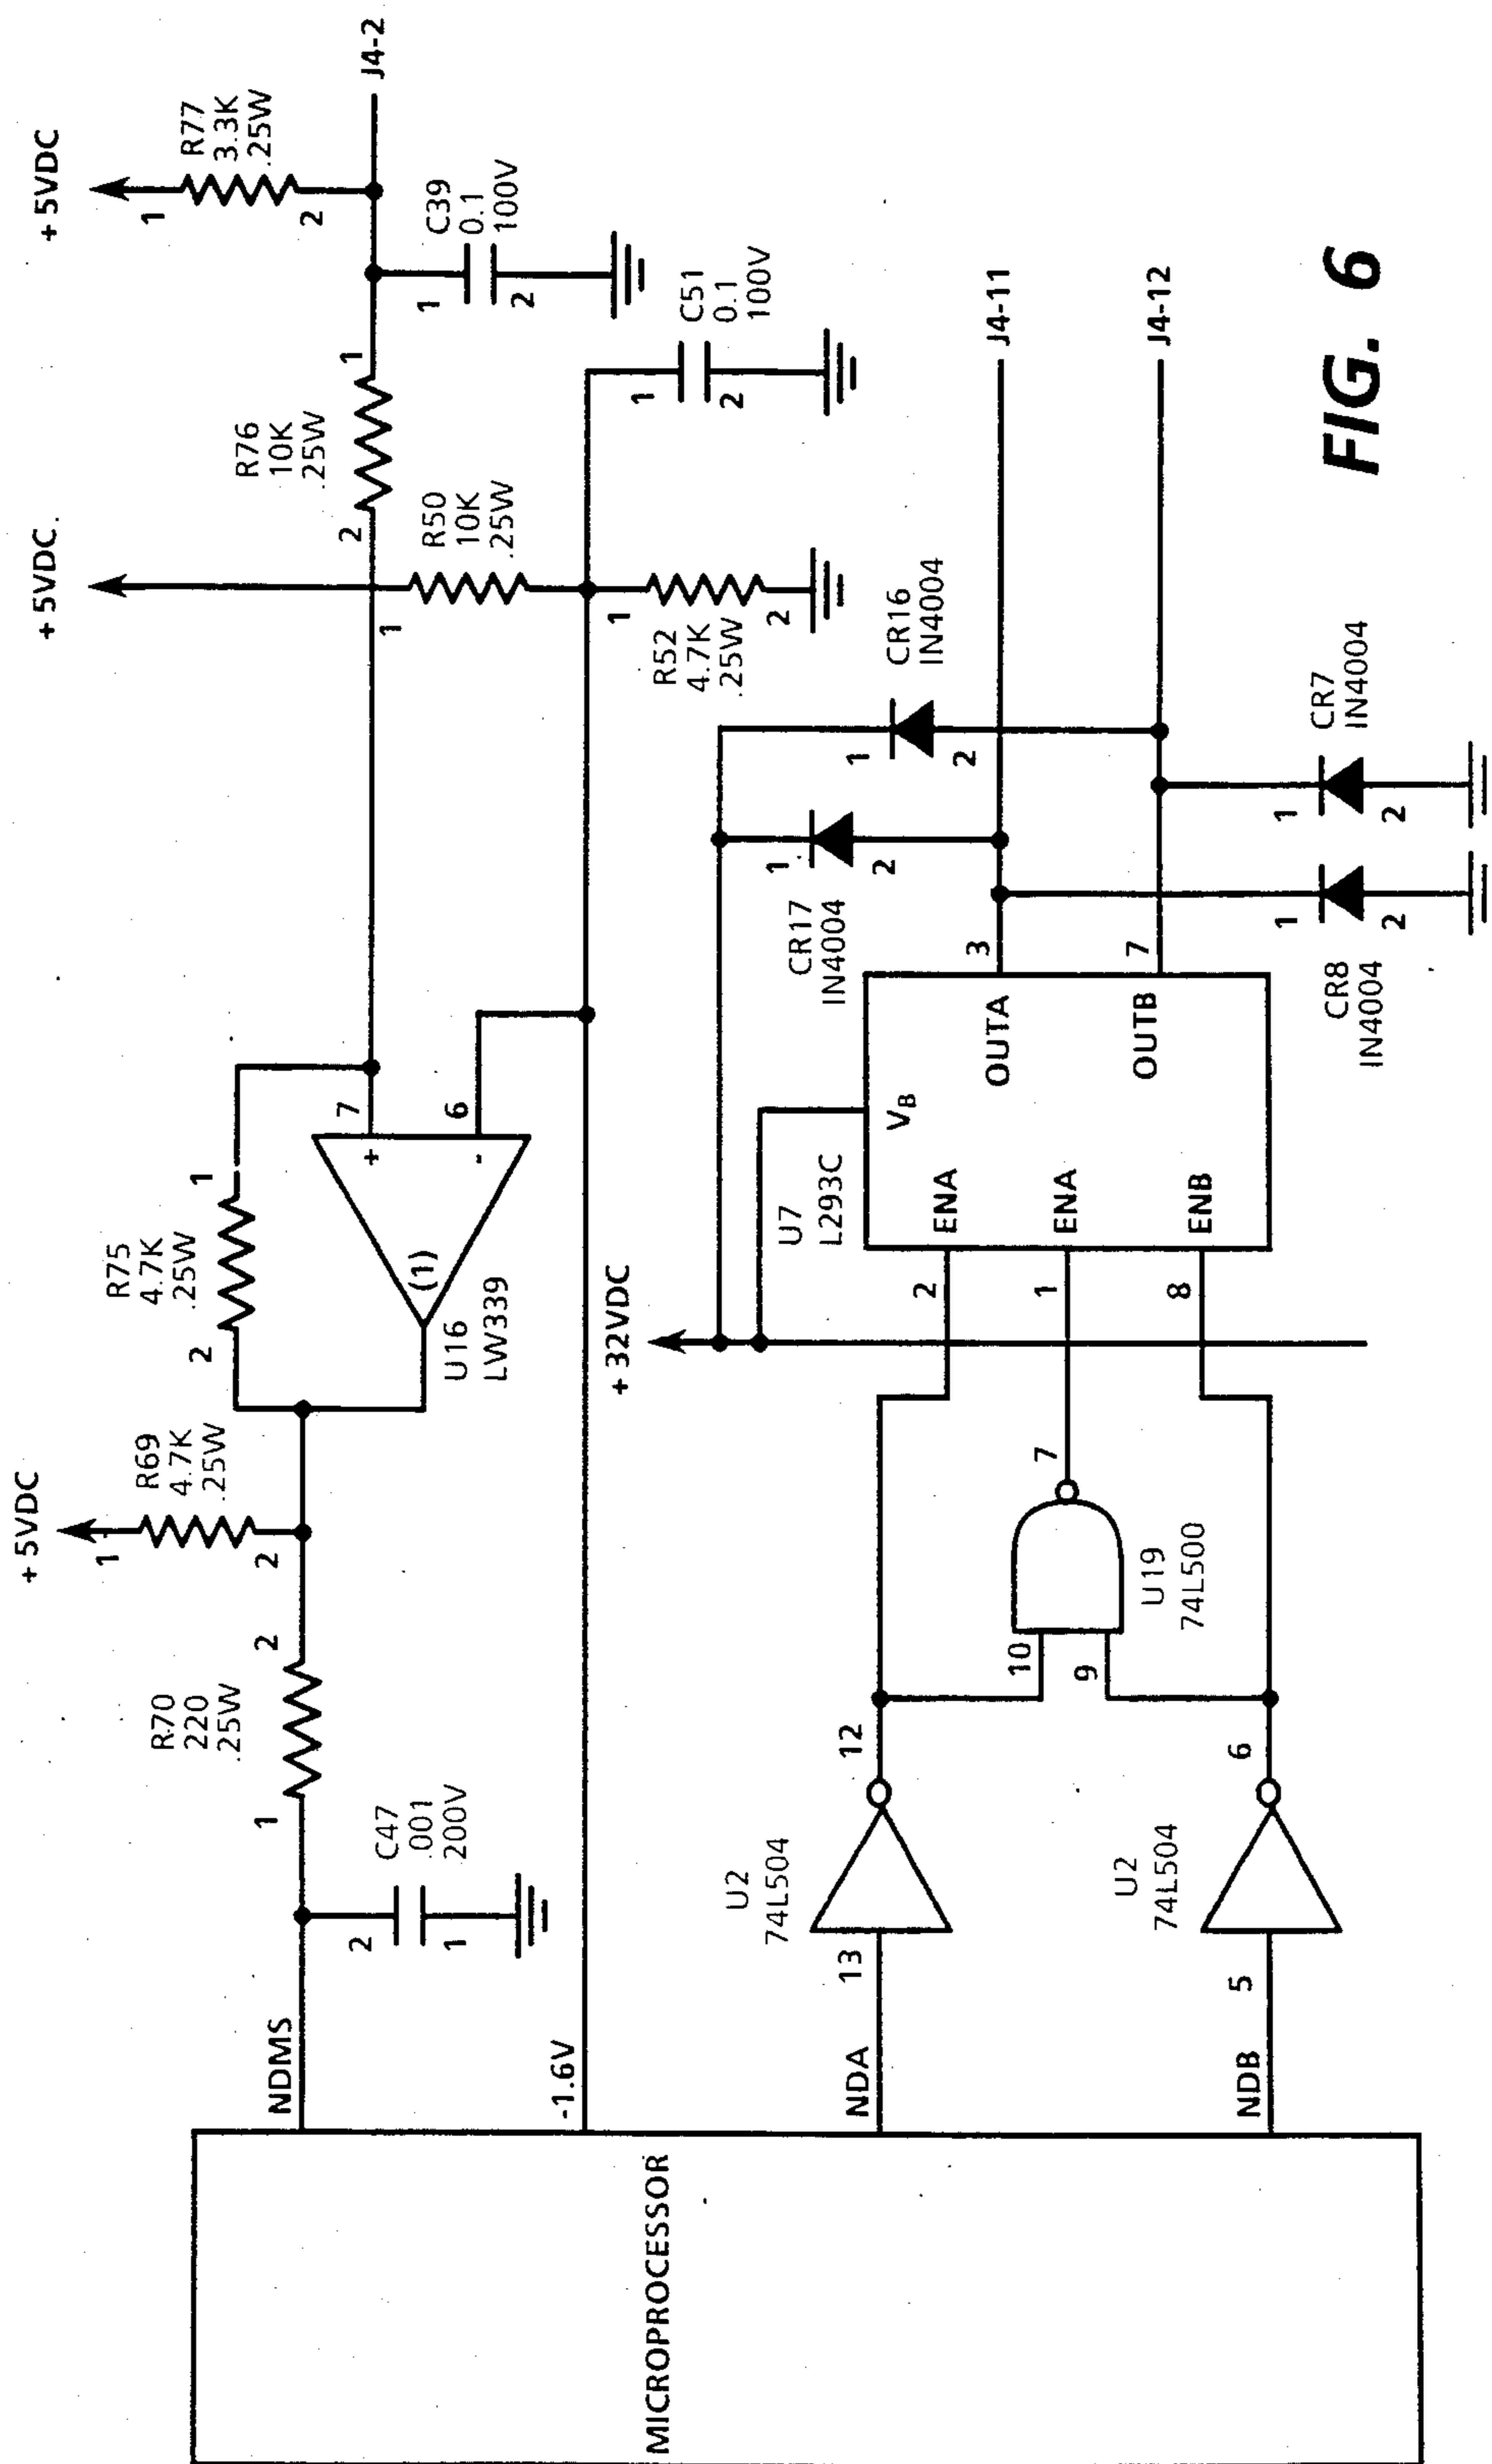 MICROPROCESSOR
NDMS
-1.6V
NDA
NDB
C47
.001
200V
2
1
R70
220
.25W
1
2
+5VDC
R69
4.7K
.25W
1
2
R75
4.7K
.25W
2
1
U16
LW339
(1)
+
-
7
6
+5VDC.
R50
10K
.25W
1
R52
4.7K
.25W
1
2
R76
10K
.25W
2
1
C51
0.1
100V
1
2
C39
0.1
100V
1
2
+5VDC
R77
3.3K
.25W
1
2
J4-2
U2
74L504
13
12
U2
74L504
5
6
10
9
7
U19
74L500
+32VDC
2
1
8
U7
L293C
VB
ENA
ENA
ENB
OUTA
OUTB
3
7
CR17
IN4004
1
2
CR16
IN4004
1
2
CR8
IN4004
1
2
CR7
IN4004
1
2
J4-11
J4-12
FIG. 6